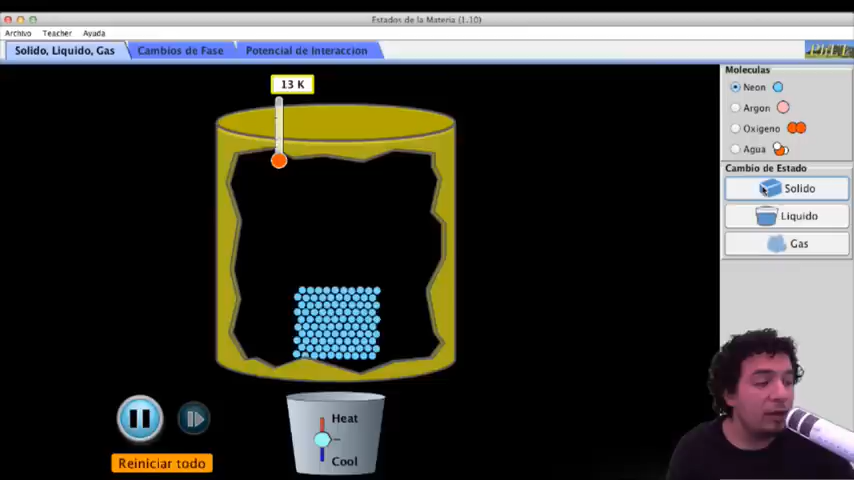 Estados de la Materia (1.10)
Archivo Teacher Ayuda
Solido, Liquido, Gas
Cambios de Fase
Potencial de Interaccion
PhET
13 K
Moleculas
Neon
Argon
Oxigeno
Agua
Cambio de Estado
Solido
Liquido
Gas
Heat
Cool
Reiniciar todo